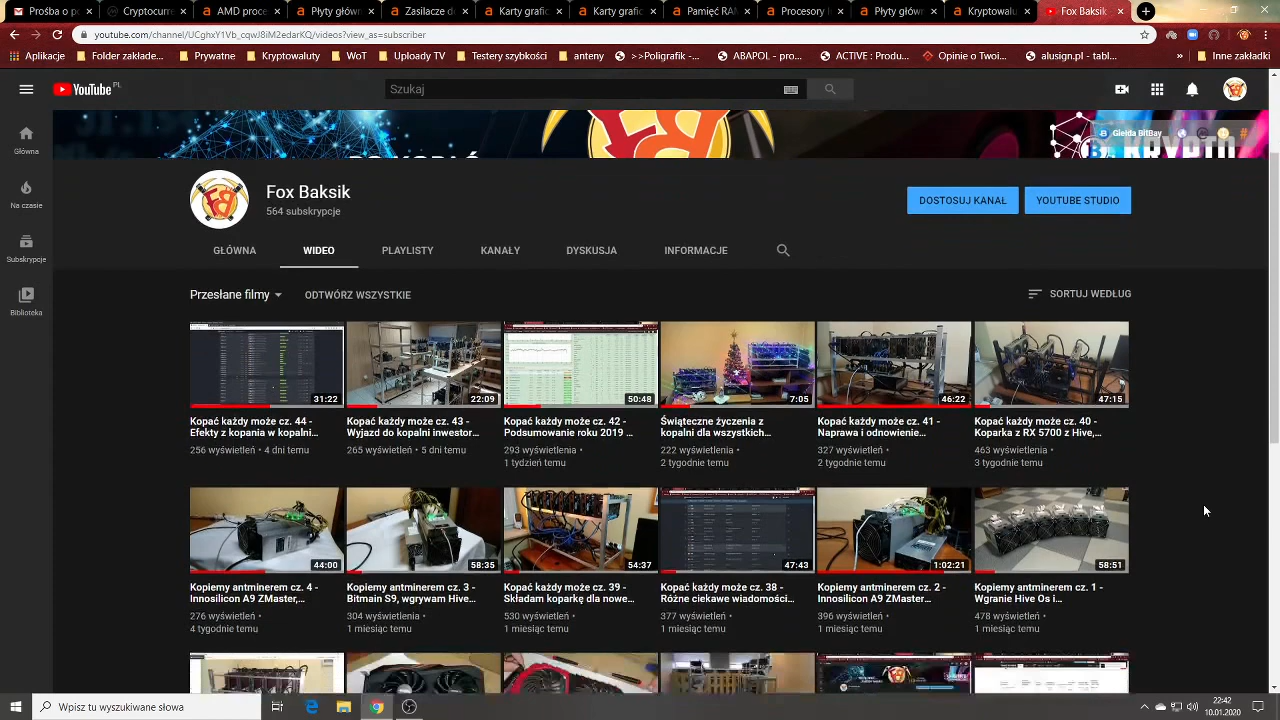 Prośba o p
Cryptocurre
AMD proce
Płyty głów
Zasilacze d
Karty grafic
Karty grafic
Pamięć RA
Procesory I
Płyty głów
Kryptowalu
Fox Baksik
youtube.com/channel/UCghxY1Vb_cqwJ8iM2edarKQ/videos?view_as=subscriber
Aplikacje
Folder zakłade...
Prywatne
Kryptowaluty
WoT
Uploady TV
Testery szybkości
anteny
>>Poligrafik -...
ABAPOL - pro...
ACTIVE : Produ...
Opinie o Symant...
alusign.pl/test/
Inne zakładki
YouTube PL
Szukaj
Giełda BitBay
KRYPTO
Główna
Na czasie
Subskrypcje
Biblioteka
Fox Baksik
564 subskrypcje
DOSTOSUJ KANAŁ
YOUTUBE STUDIO
GŁÓWNA
WIDEO
PLAYLISTY
KANAŁY
DYSKUSJA
INFORMACJE
Przesłane filmy
ODTWÓRZ WSZYSTKIE
SORTUJ WEDŁUG
31:22
22:09
50:48
7:05
46:22
47:15
Kopać każdy może cz. 44 -
Efekty z kopania w kopalni...
256 wyświetleń • 4 dni temu
Kopać każdy może cz. 43 -
Wyjazd do kopalni inwestor...
265 wyświetleń • 5 dni temu
Kopać każdy może cz. 42 -
Podsumowanie roku 2019 ...
293 wyświetlenia •
1 tydzień temu
Świąteczne życzenia z
kopalni dla wszystkich...
222 wyświetlenia •
2 tygodnie temu
Kopać każdy może cz. 41 -
Naprawa i odnowienie...
327 wyświetleń •
2 tygodnie temu
Kopać każdy może cz. 40 -
Koparka z RX 5700 z Hive,...
463 wyświetlenia •
3 tygodnie temu
44:00
58:35
54:37
47:43
1:02:21
58:51
Kopiemy antminerem cz. 4 -
Innosilicon A9 ZMaster,...
276 wyświetleń •
4 tygodnie temu
Kopiemy antminerem cz. 3 -
Bitmain S9, wgrywam Hive...
304 wyświetlenia •
1 miesiąc temu
Kopać każdy może cz. 39 -
Składam koparkę dla nowe...
530 wyświetleń •
1 miesiąc temu
Kopać każdy może cz. 38 -
Różne ciekawe wiadomości...
377 wyświetleń •
1 miesiąc temu
Kopiemy antminerem cz. 2 -
Innosilicon A9 ZMaster...
396 wyświetleń •
1 miesiąc temu
Kopiemy antminerem cz. 1 -
Wgranie Hive Os i...
478 wyświetleń •
1 miesiąc temu
Wpisz tu wyszukiwane słowa
22:42
10.01.2020